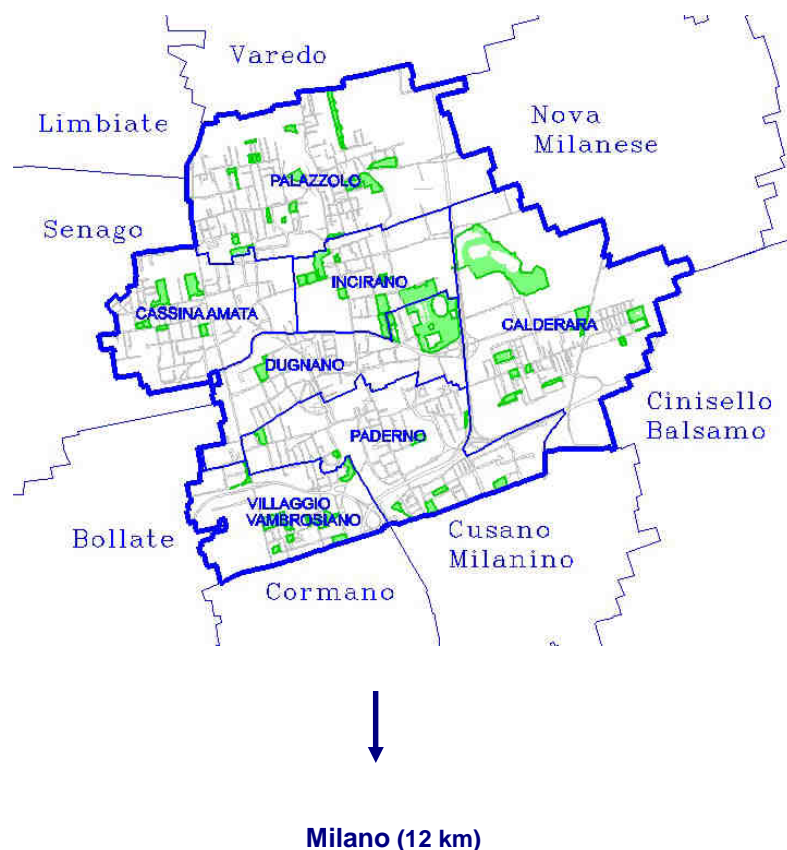 Varedo
Limbiate
Nova
Milanese
PALAZZOLO
Senago
INCIRANO
CASSINA AMATA
CALDERARA
DUGNANO
Cinisello
Balsamo
PADERNO
VILLAGGIO
VAMBROSIANO
Bollate
Cusano
Milanino
Cormano
Milano (12 km)